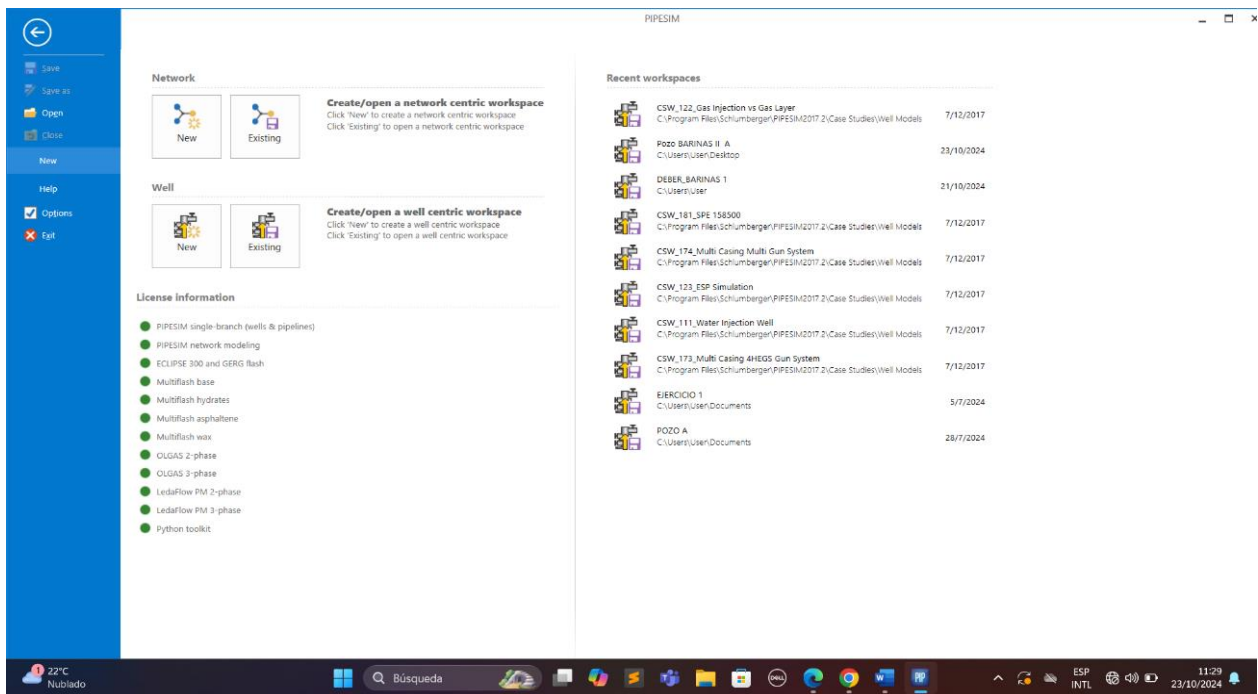 PIPESIM
Save
Save as
Open
Close
New
Help
Options
Exit
Network
New
Existing
Create/open a network centric workspace
Click 'New' to create a network centric workspace
Click 'Existing' to open a network centric workspace
Well
New
Existing
Create/open a well centric workspace
Click 'New' to create a well centric workspace
Click 'Existing' to open a well centric workspace
License information
PIPESIM single-branch (wells & pipelines)
PIPESIM network modeling
ECLIPSE 300 and GERG flash
Multiflash base
Multiflash hydrates
Multiflash asphaltene
Multiflash wax
OLGAS 2-phase
OLGAS 3-phase
LedaFlow PM 2-phase
LedaFlow PM 3-phase
Python toolkit
Recent workspaces
CSW_122_Gas Injection vs Gas Layer
C:\Program Files\Schlumberger\PIPESIM2017.2\Case Studies\Well Models 7/12/2017
Pozo BARINAS II A
C:\Users\User\Desktop 23/10/2024
DEBER_BARINAS 1
C:\Users\User 21/10/2024
CSW_181_SPE 158500
C:\Program Files\Schlumberger\PIPESIM2017.2\Case Studies\Well Models 7/12/2017
CSW_174_Multi Casing Multi Gun System
C:\Program Files\Schlumberger\PIPESIM2017.2\Case Studies\Well Models 7/12/2017
CSW_123_ESP Simulation
C:\Program Files\Schlumberger\PIPESIM2017.2\Case Studies\Well Models 7/12/2017
CSW_111_Water Injection Well
C:\Program Files\Schlumberger\PIPESIM2017.2\Case Studies\Well Models 7/12/2017
CSW_173_Multi Casing 4HEGS Gun System
C:\Program Files\Schlumberger\PIPESIM2017.2\Case Studies\Well Models 7/12/2017
EJERCICIO 1
C:\Users\User\Documents 5/7/2024
POZO A
C:\Users\User\Documents 28/7/2024
1
22°C
Nublado
Búsqueda
DELL
PIP
ESP
INTL
11:29
23/10/2024